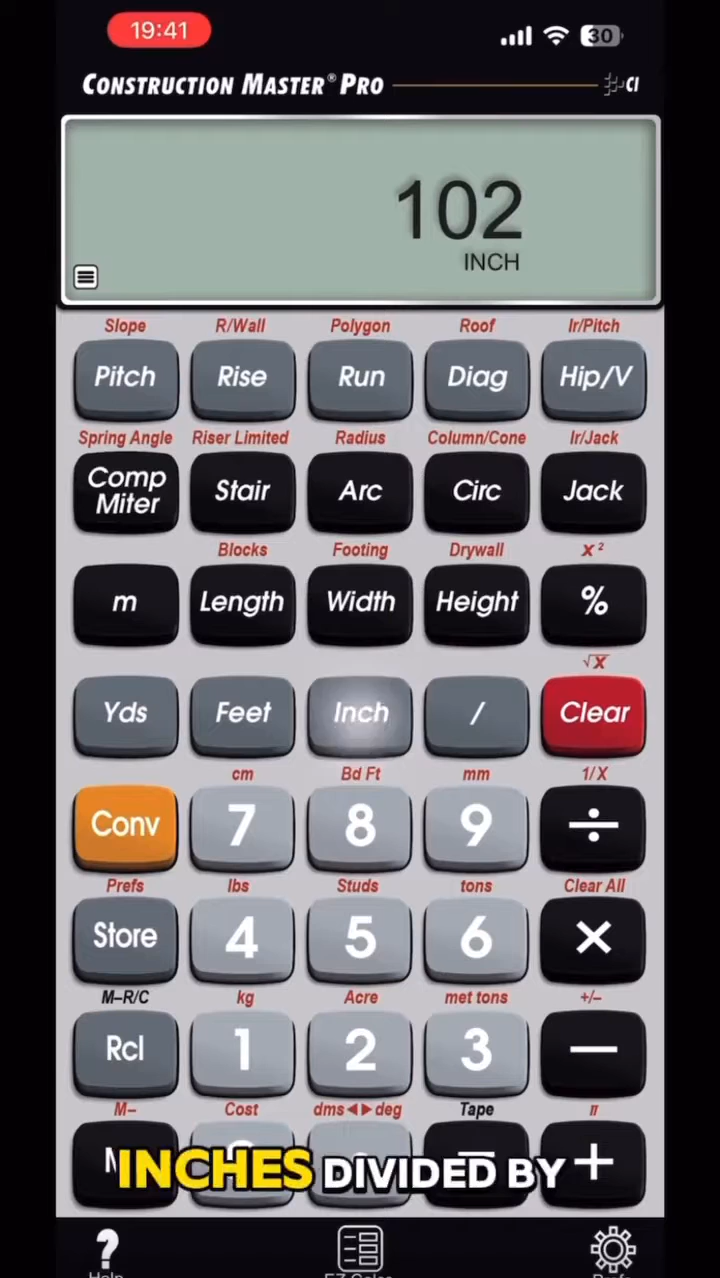 19:41
30
CONSTRUCTION MASTER® PRO CI
102
INCH
Slope R/Wall Polygon Roof Ir/Pitch
Pitch Rise Run Diag Hip/V
Spring Angle Riser Limited Radius Column/Cone Ir/Jack
Comp Miter Stair Arc Circ Jack
Blocks Footing Drywall x²
m Length Width Height %
√x
Yds Feet Inch / Clear
cm Bd Ft mm 1/X
Conv 7 8 9 ÷
Prefs lbs Studs tons Clear All
Store 4 5 6 ×
M–R/C kg Acre met tons +/–
Rcl 1 2 3 −
M– Cost dms◄►deg Tape π
INCHES DIVIDED BY +
?